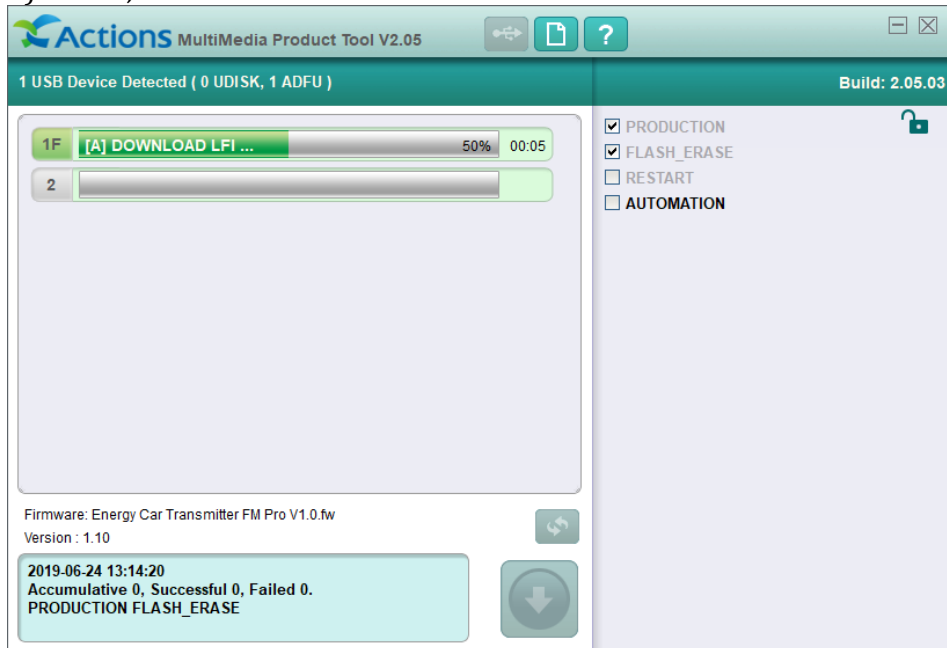 Actions MultiMedia Product Tool V2.05
?
1 USB Device Detected ( 0 UDISK, 1 ADFU )
Build: 2.05.03
1F [A] DOWNLOAD LFI ... 50% 00:05
2
PRODUCTION
FLASH_ERASE
RESTART
AUTOMATION
Firmware: Energy Car Transmitter FM Pro V1.0.fw
Version : 1.10
2019-06-24 13:14:20
Accumulative 0, Successful 0, Failed 0.
PRODUCTION FLASH_ERASE